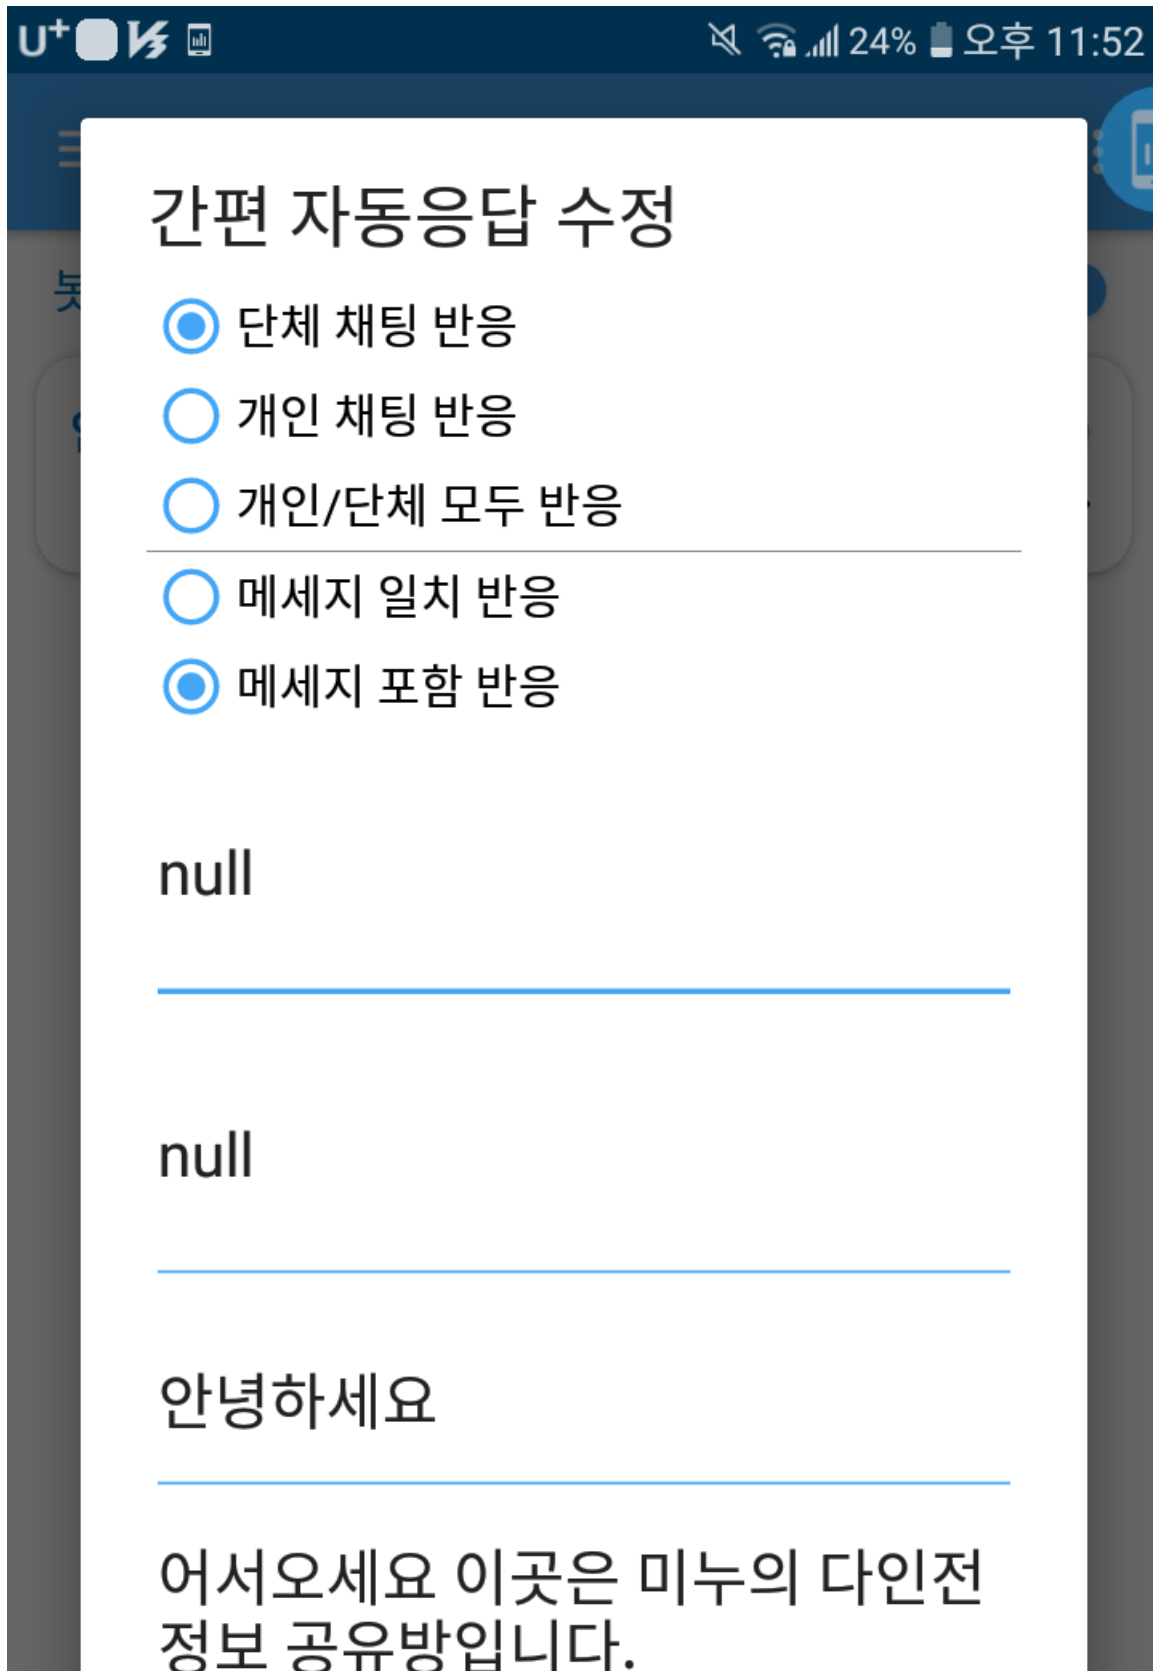 U+ 24% 오후 11:52
간편 자동응답 수정
단체 채팅 반응
개인 채팅 반응
개인/단체 모두 반응
메세지 일치 반응
메세지 포함 반응
null
null
안녕하세요
어서오세요 이곳은 미누의 다인전
정보 공유방입니다.